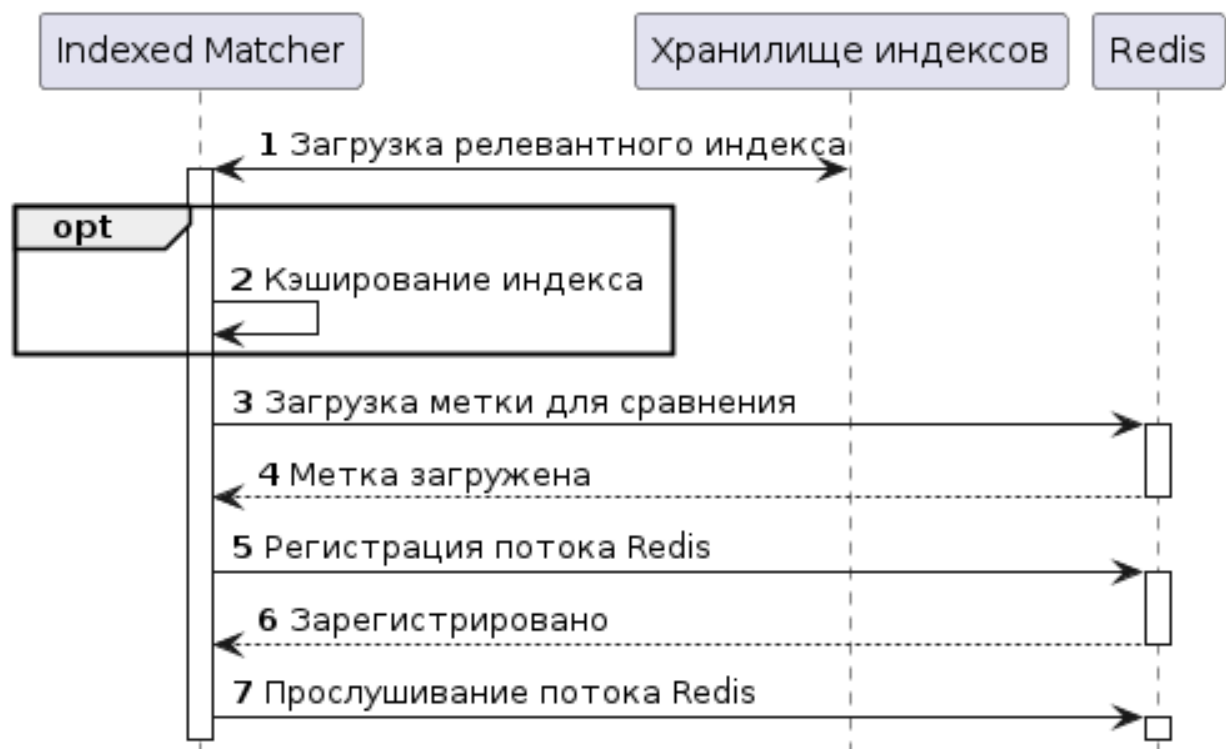 Indexed Matcher
Хранилище индексов
Redis
1 Загрузка релевантного индекса
opt
2 Кэширование индекса
3 Загрузка метки для сравнения
4 Метка загружена
5 Регистрация потока Redis
6 Зарегистрировано
7 Прослушивание потока Redis